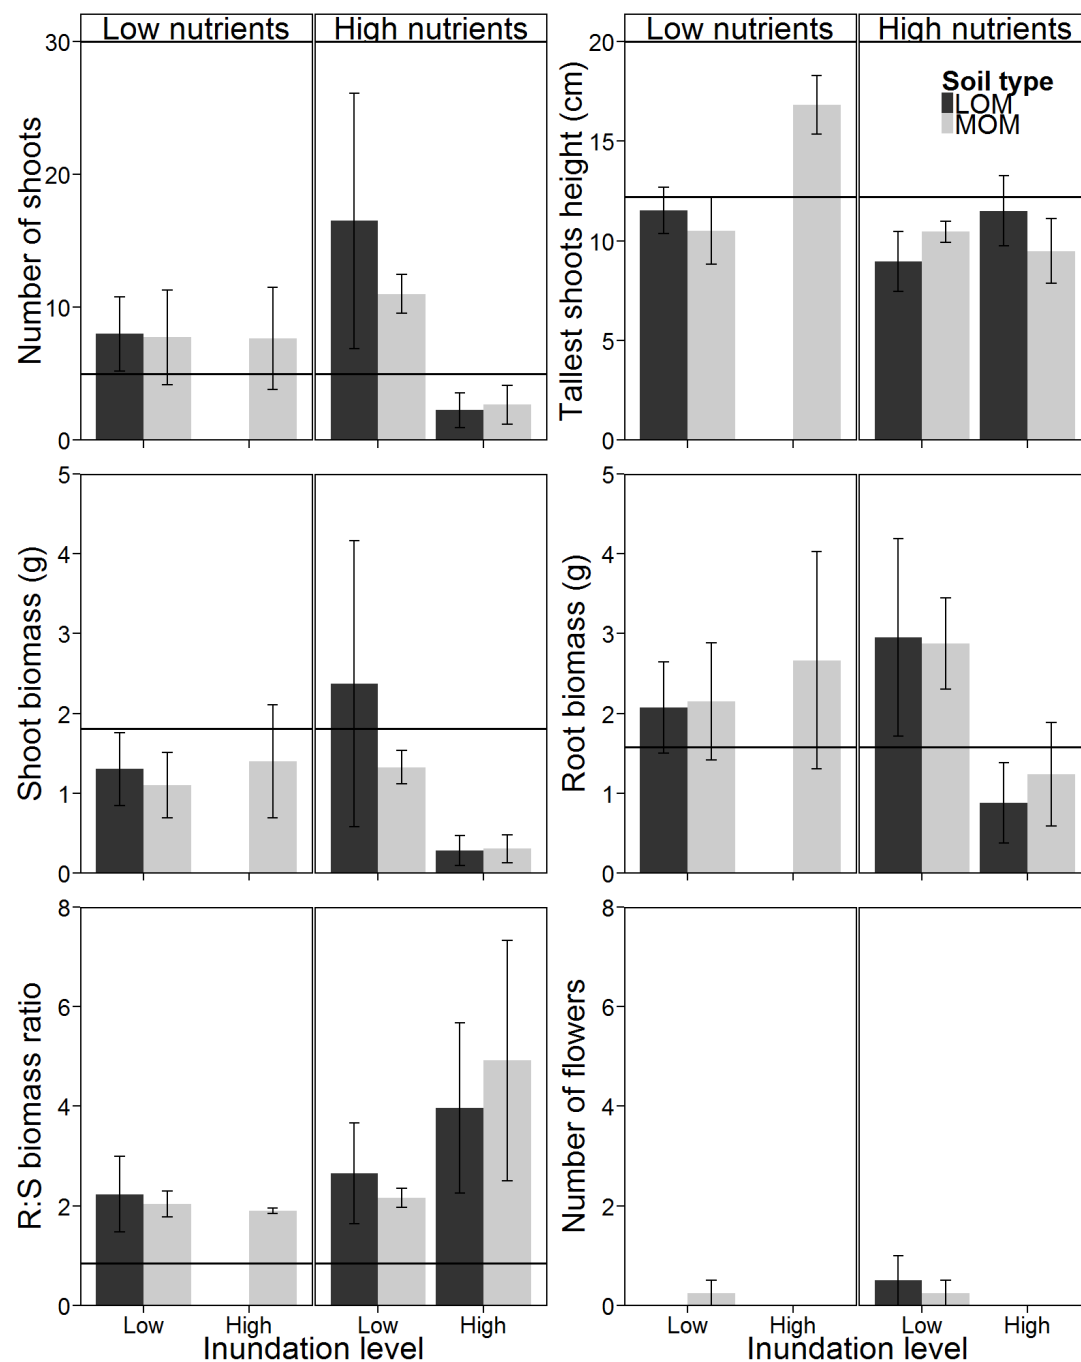 Low nutrients
High nutrients
Number of shoots
30
20
10
0
Low nutrients
High nutrients
Soil type
LOM
MOM
Tallest shoots height (cm)
20
15
10
5
0
Shoot biomass (g)
5
4
3
2
1
0
Root biomass (g)
5
4
3
2
1
0
R:S biomass ratio
8
6
4
2
0
Low
High
Low
High
Inundation level
Number of flowers
8
6
4
2
0
Low
High
Low
High
Inundation level